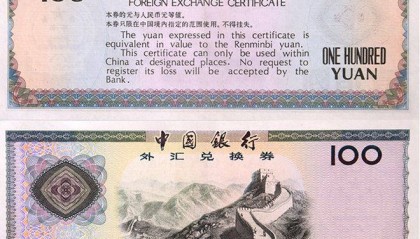 100
FOREIGN EXCHANGE CERTIFICATE
本券的元与人民币元等值。
本券只限在中国境内指定的范围使用，不得挂失。
The yuan expressed in this certificate is
equivalent in value to the Renminbi yuan.
This certificate can only be used within
China at designated places. No request to
register its loss will be accepted by the
Bank.
ONE HUNDRED
YUAN
中国银行
外汇兑换券
100